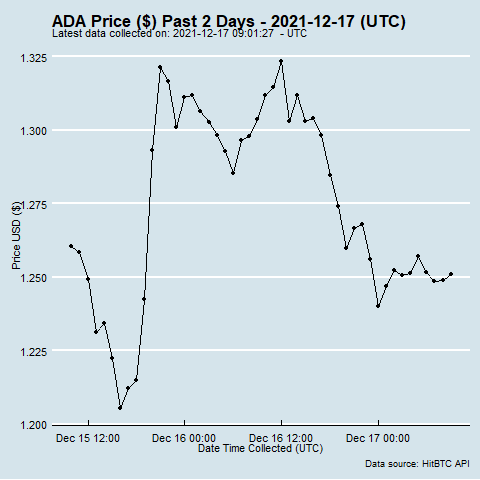 ADA Price ($) Past 2 Days - 2021-12-17 (UTC)
Latest data collected on: 2021-12-17 09:01:27  - UTC
1.325
1.300
1.275
1.250
1.225
1.200
Price USD ($)
Dec 15 12:00 Dec 16 00:00 Dec 16 12:00 Dec 17 00:00
Date Time Collected (UTC)
Data source: HitBTC API